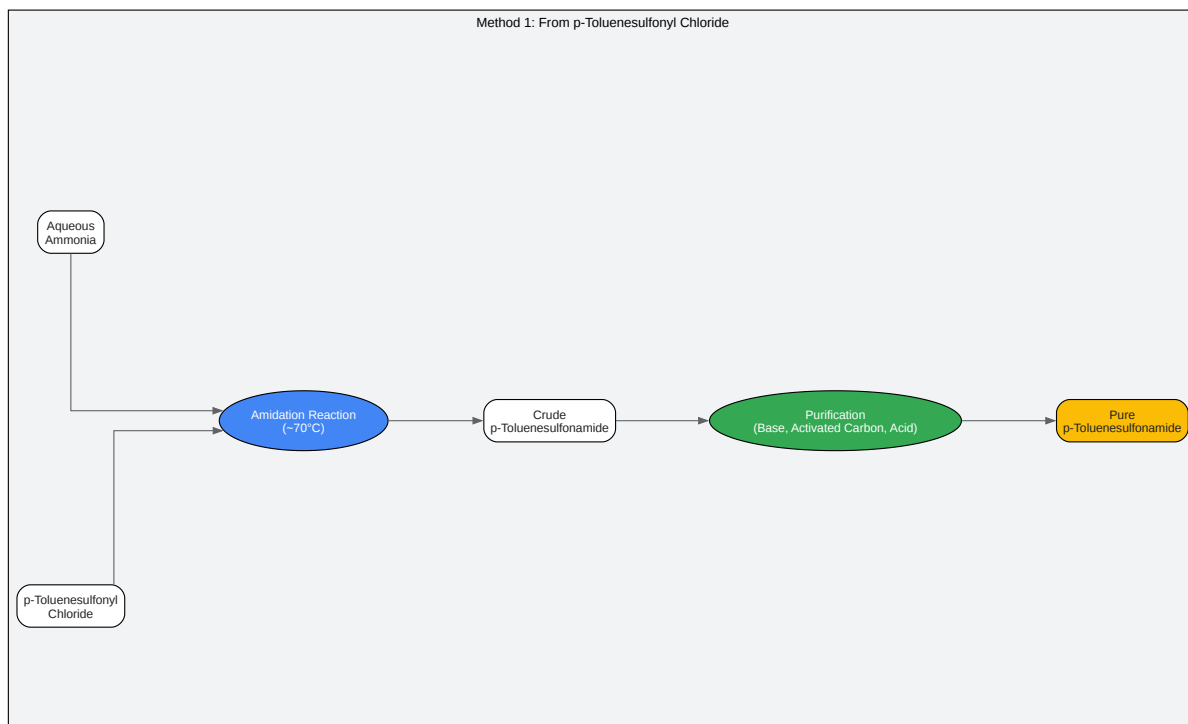 Method 1: From p-Toluenesulfonyl Chloride
Aqueous
Ammonia
Amidation Reaction
(~70°C)
Crude
p-Toluenesulfonamide
Purification
(Base, Activated Carbon, Acid)
Pure
p-Toluenesulfonamide
p-Toluenesulfonyl
Chloride